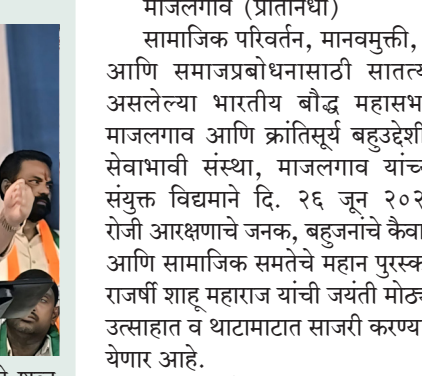 माजलगाव (प्रतिनिधी)
सामाजिक परिवर्तन, मानवमुक्ती,
आणि समाजप्रबोधनासाठी सातत्य
असलेल्या भारतीय बौद्ध महासभ
माजलगाव आणि क्रांतिसूर्य बहुउद्देशी
सेवाभावी संस्था, माजलगाव यांच्
संयुक्त विद्यमाने दि. २६ जून २०२
रोजी आरक्षणाचे जनक, बहुजनांचे कैवा
आणि सामाजिक समतेचे महान पुरस्क
राजर्षी शाहू महाराज यांची जयंती मोठ्
उत्साहात व थाटामाटात साजरी करण्या
येणार आहे.